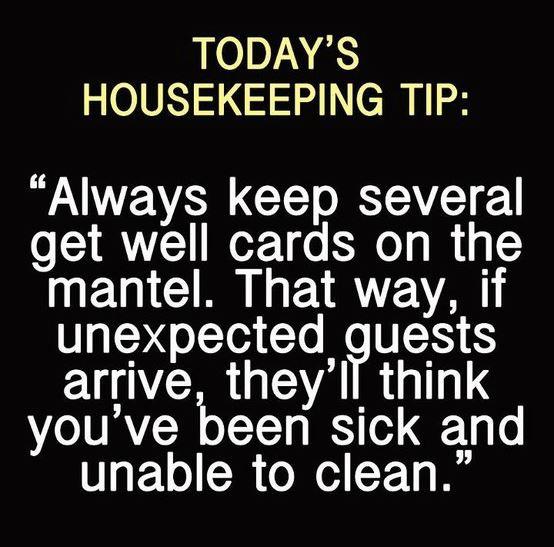 TODAY'S
HOUSEKEEPING TIP:
“Always keep several
get well cards on the
mantel. That way, if
unexpected guests
arrive, they'll think
you've been sick and
unable to clean.”